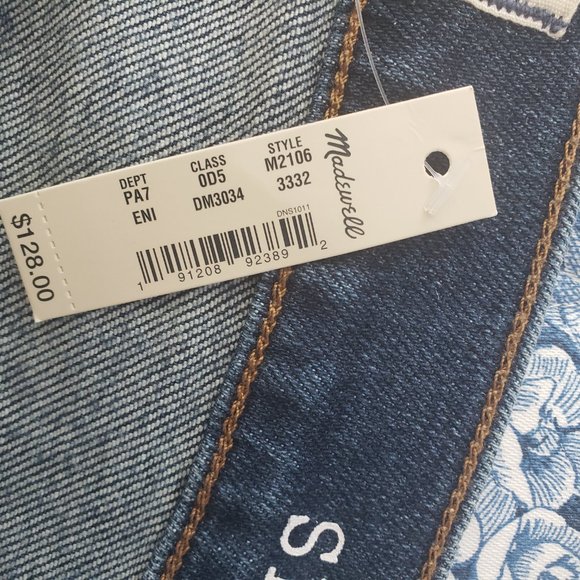 Madewell
DEPT CLASS STYLE
PA7 0D5 M2106
ENI DM3034 3332
DNS1011
1 91208 92389 2
$128.00
S